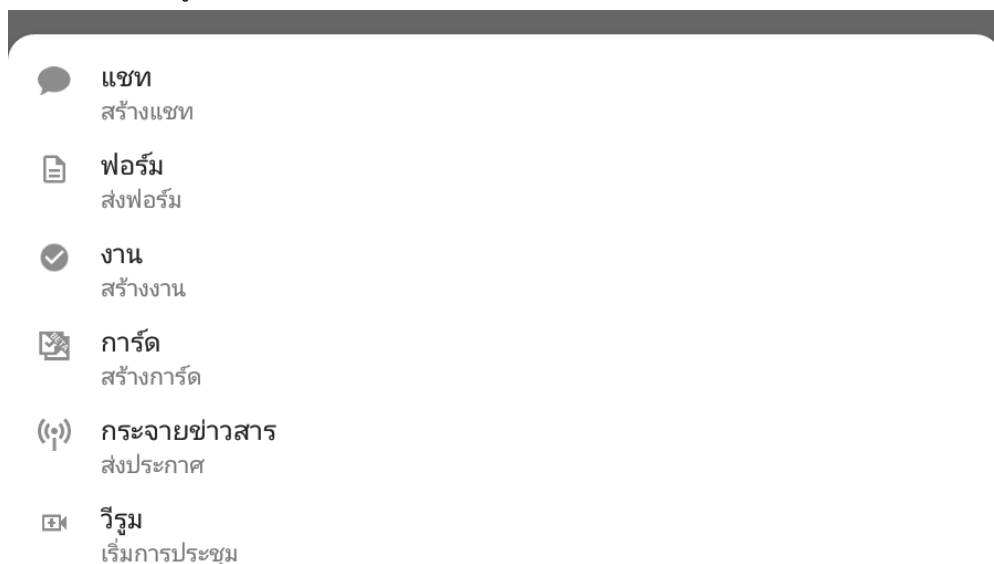 แชท
สร้างแชท
ฟอร์ม
ส่งฟอร์ม
งาน
สร้างงาน
การ์ด
สร้างการ์ด
กระจายข่าวสาร
ส่งประกาศ
วีรูม
เริ่มการประชุม